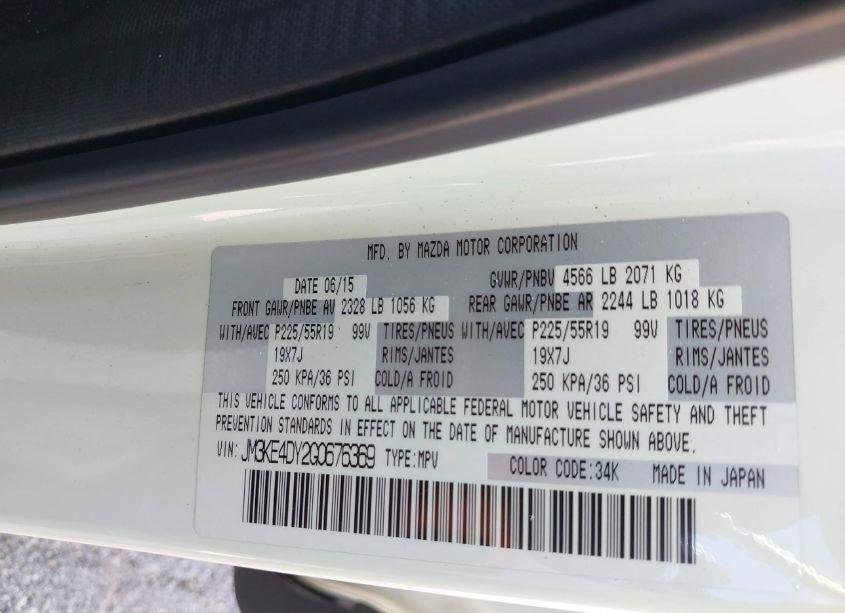 MFD. BY MAZDA MOTOR CORPORATION
DATE 06/15 GVWR/PNBV 4566 LB 2071 KG
FRONT GAWR/PNBE AV 2328 LB 1056 KG REAR GAWR/PNBE AR 2244 LB 1018 KG
WITH/AVEC P225/55R19 99V TIRES/PNEUS WITH/AVEC P225/55R19 99V TIRES/PNEUS
19X7J RIMS/JANTES 19X7J RIMS/JANTES
250 KPA/36 PSI COLD/A FROID 250 KPA/36 PSI COLD/A FROID
THIS VEHICLE CONFORMS TO ALL APPLICABLE FEDERAL MOTOR VEHICLE SAFETY AND THEFT
PREVENTION STANDARDS IN EFFECT ON THE DATE OF MANUFACTURE SHOWN ABOVE.
VIN: JM3KE4DY2G0676369 TYPE:MPV COLOR CODE:34K MADE IN JAPAN